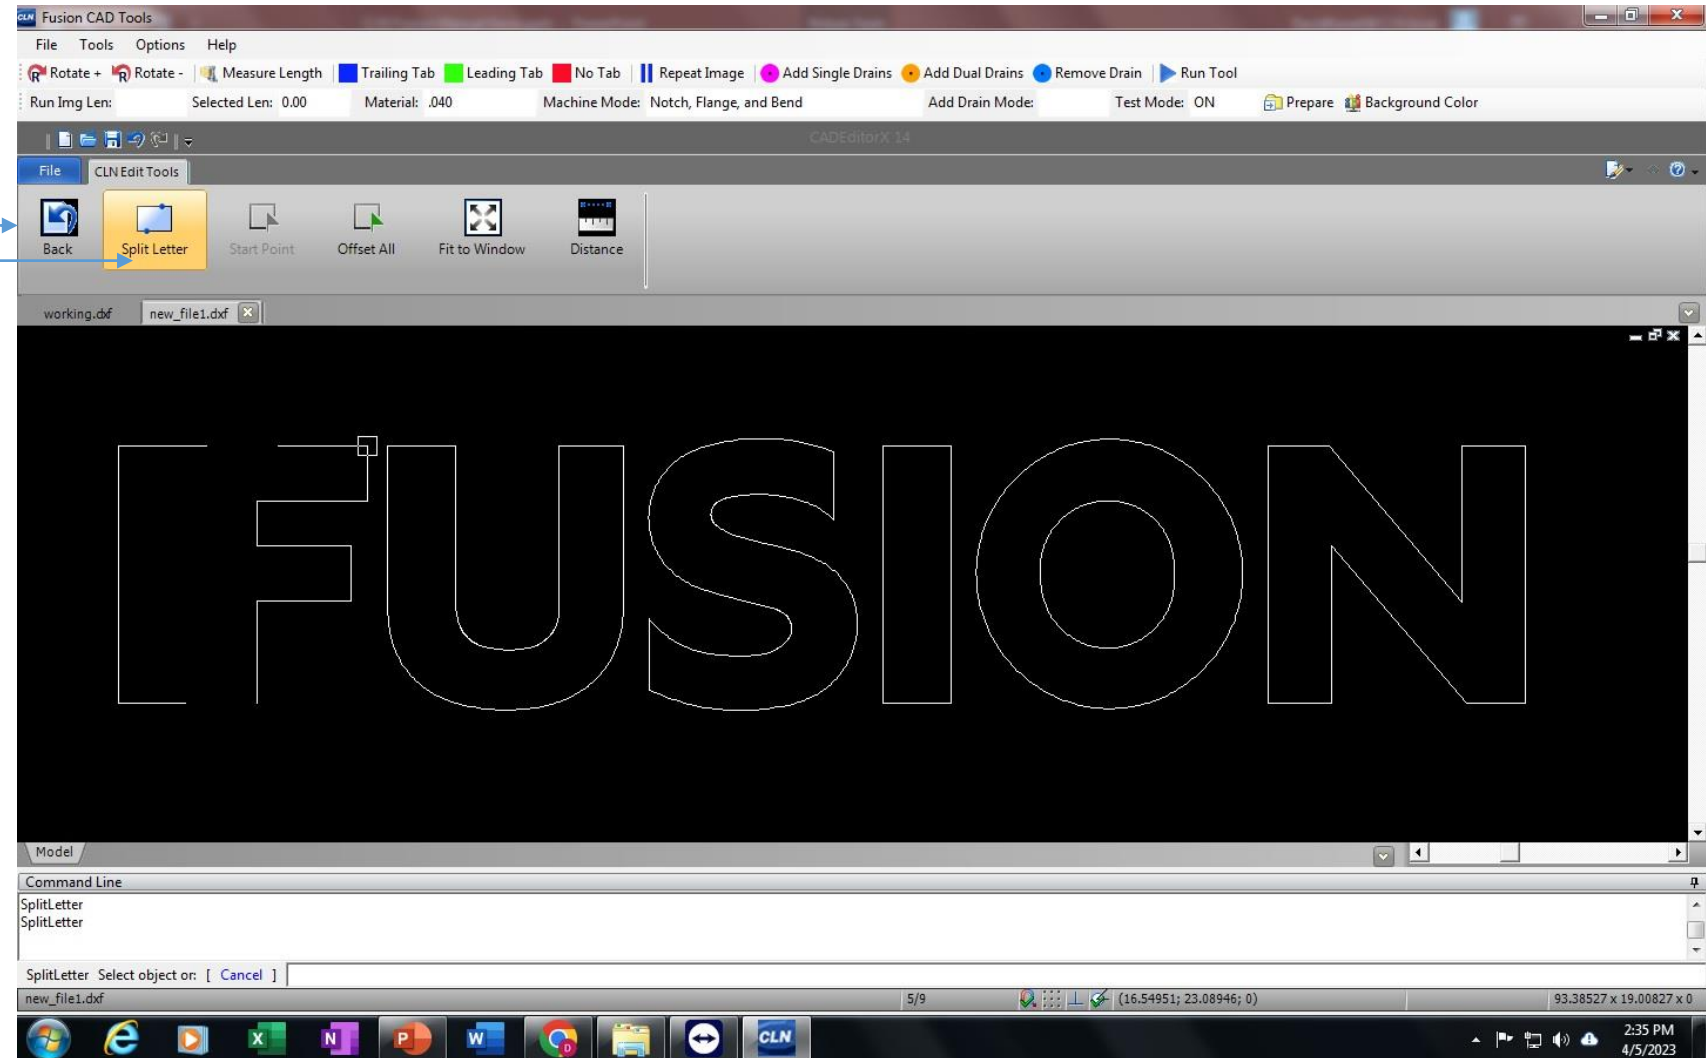 CLN Fusion CAD Tools
File Tools Options Help
R Rotate + R Rotate - Measure Length Trailing Tab Leading Tab No Tab Repeat Image Add Single Drains Add Dual Drains Remove Drain Run Tool
Run Img Len: Selected Len: 0.00 Material: .040 Machine Mode: Notch, Flange, and Bend Add Drain Mode: Test Mode: ON Prepare Background Color
CADEditorX 14
File CLN Edit Tools
Back Split Letter Start Point Offset All Fit to Window Distance
working.dxf new_file1.dxf
FUSION
Model
Command Line
SplitLetter
SplitLetter
SplitLetter Select object or: [ Cancel ]
new_file1.dxf 5/9 (16.54951; 23.08946; 0) 93.38527 x 19.00827 x 0
X N P W CLN 2:35 PM
4/5/2023